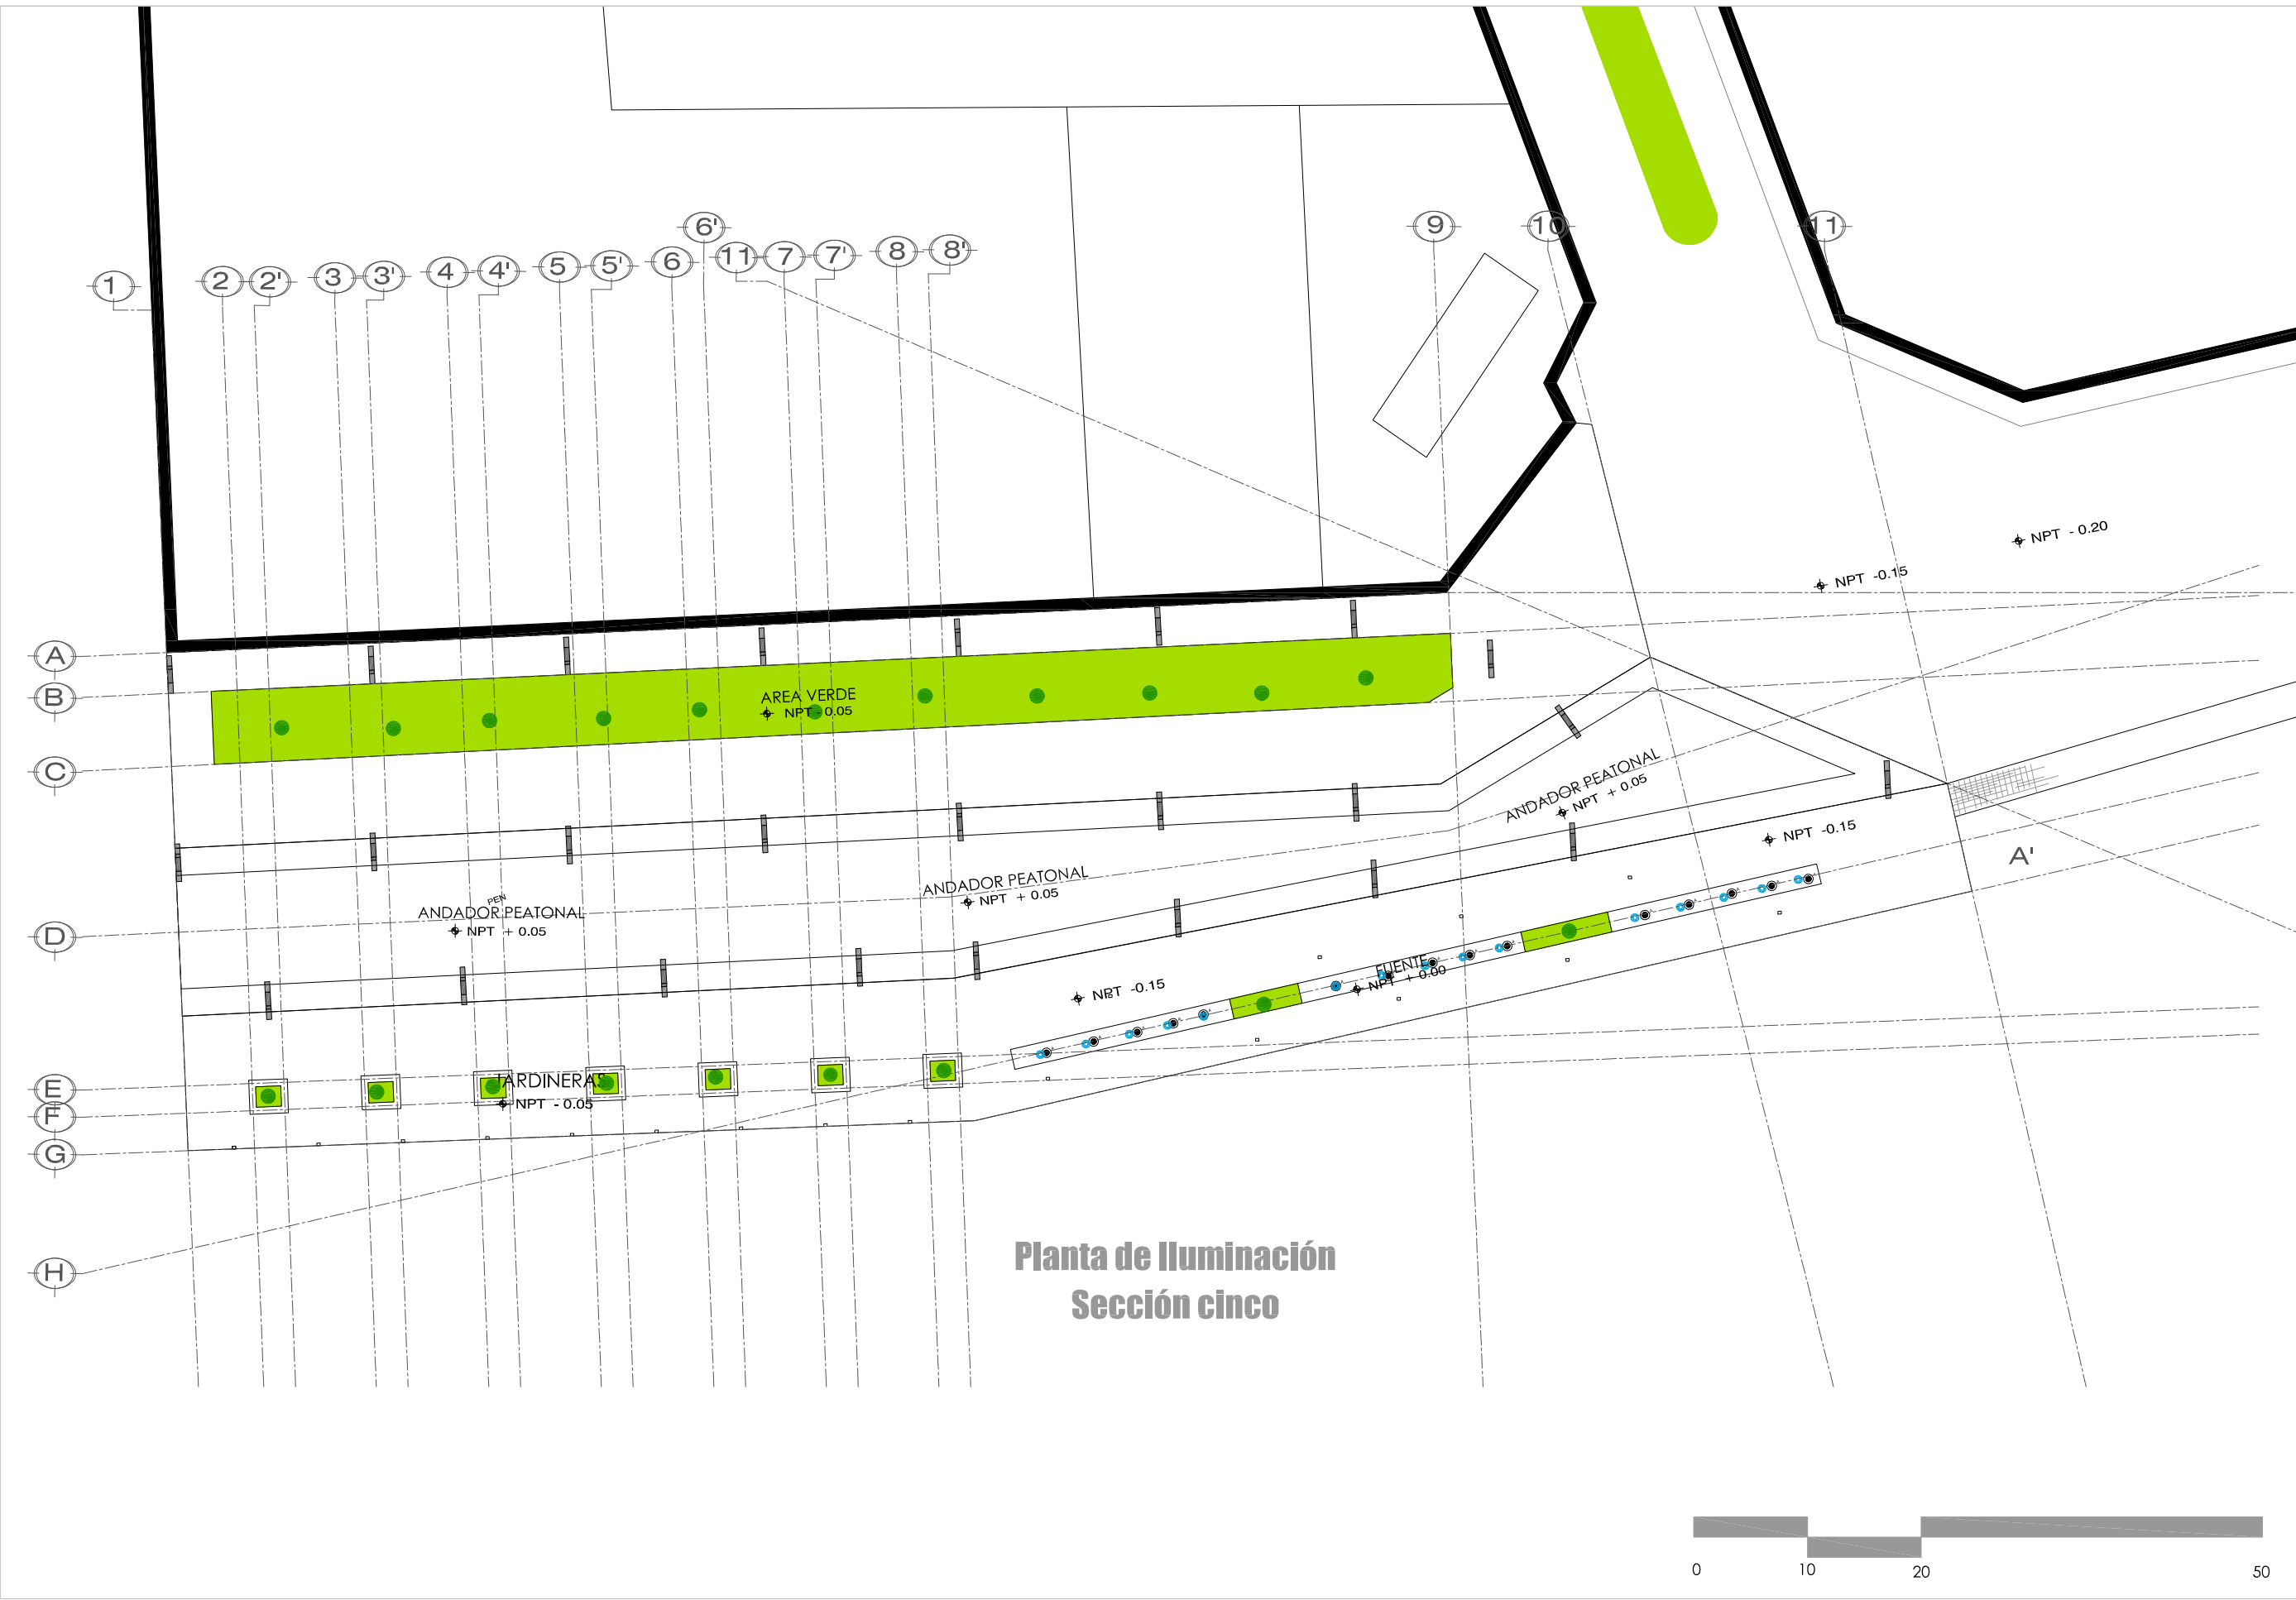 6'
9
10
11
11
7
7'
8
8'
6
5
5'
4
4'
3
3'
2
2'
1
NPT - 0.20
NPT -0.15
A
B
AREA VERDE
NPT - 0.05
C
ANDADOR PEATONAL
NPT + 0.05
NPT -0.15
A'
ANDADOR PEATONAL
NPT + 0.05
PEN
ANDADOR PEATONAL
NPT + 0.05
D
FUENTE
NPT + 0.00
NPT -0.15
E
JARDINERAS
NPT - 0.05
F
G
H
Planta de Iluminación
Sección cinco
0 10 20 50